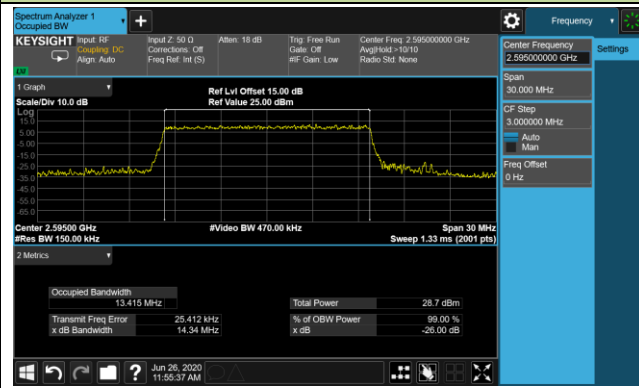 Spectrum Analyzer 1
Occupied BW
+
Frequency
KEYSIGHT
Input: RF
Coupling: DC
Align: Auto
Input Z: 50 Ω
Corrections: Off
Freq Ref: Int (S)
Atten: 18 dB
Trig: Free Run
Gate: Off
#IF Gain: Low
Center Freq: 2.595000000 GHz
Avg|Hold:>10/10
Radio Std: None
Center Frequency
2.595000000 GHz
Settings
Span
30.000 MHz
CF Step
3.000000 MHz
Auto
Man
Freq Offset
0 Hz
1 Graph
Ref Lvl Offset 15.00 dB
Scale/Div 10.0 dB
Ref Value 25.00 dBm
Log
15.0
5.00
-5.00
-15.0
-25.0
-35.0
-45.0
-55.0
-65.0
Center 2.59500 GHz
#Video BW 470.00 kHz
Span 30 MHz
#Res BW 150.00 kHz
Sweep 1.33 ms (2001 pts)
2 Metrics
Occupied Bandwidth
13.415 MHz
Total Power 28.7 dBm
Transmit Freq Error 25.412 kHz
% of OBW Power 99.00 %
x dB Bandwidth 14.34 MHz
x dB -26.00 dB
?
Jun 26, 2020
11:55:37 AM